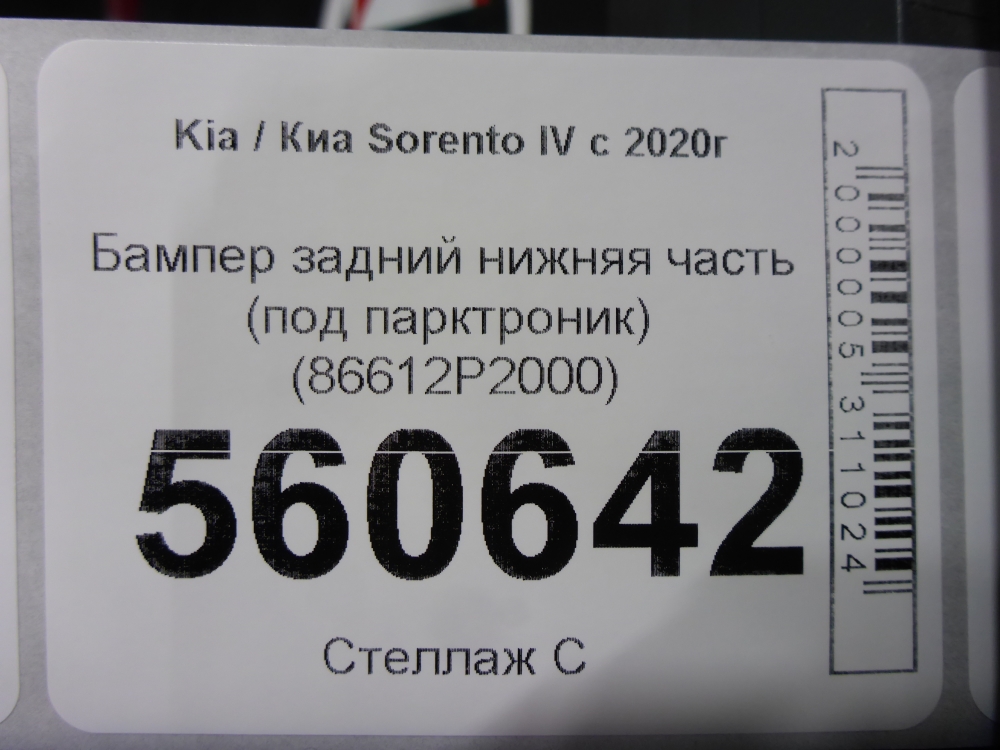 Kia / Киа Sorento IV с 2020г
Бампер задний нижняя часть
(под парктроник)
(86612P2000)
560642
Стеллаж С
2000005311024